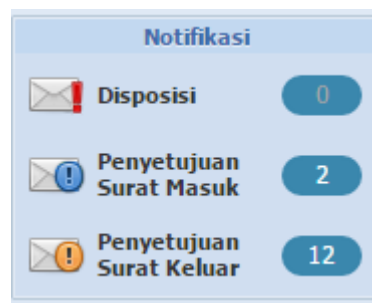 Notifikasi
Disposisi 0
Penyetujuan
Surat Masuk 2
Penyetujuan
Surat Keluar 12